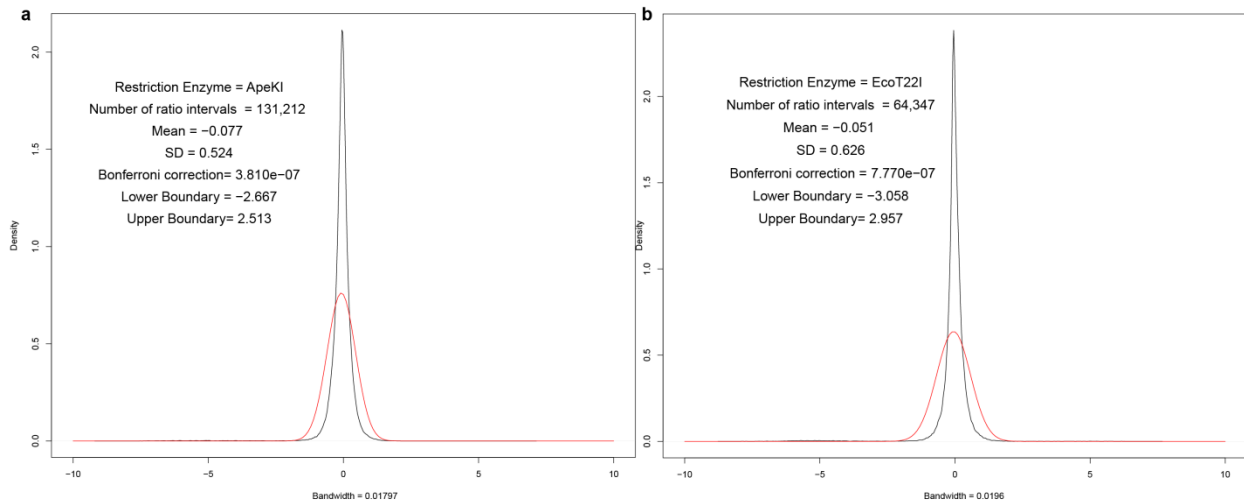 a
Restriction Enzyme = ApeKI
Number of ratio intervals = 131,212
Mean = −0.077
SD = 0.524
Bonferroni correction= 3.810e−07
Lower Boundary = −2.667
Upper Boundary= 2.513
Density
2.0
1.5
1.0
0.5
0.0
−10
−5
0
5
10
Bandwidth = 0.01797
b
Restriction Enzyme = EcoT22I
Number of ratio intervals = 64,347
Mean = −0.051
SD = 0.626
Bonferroni correction = 7.770e−07
Lower Boundary = −3.058
Upper Boundary= 2.957
Density
2.0
1.5
1.0
0.5
0.0
−10
−5
0
5
10
Bandwidth = 0.0196